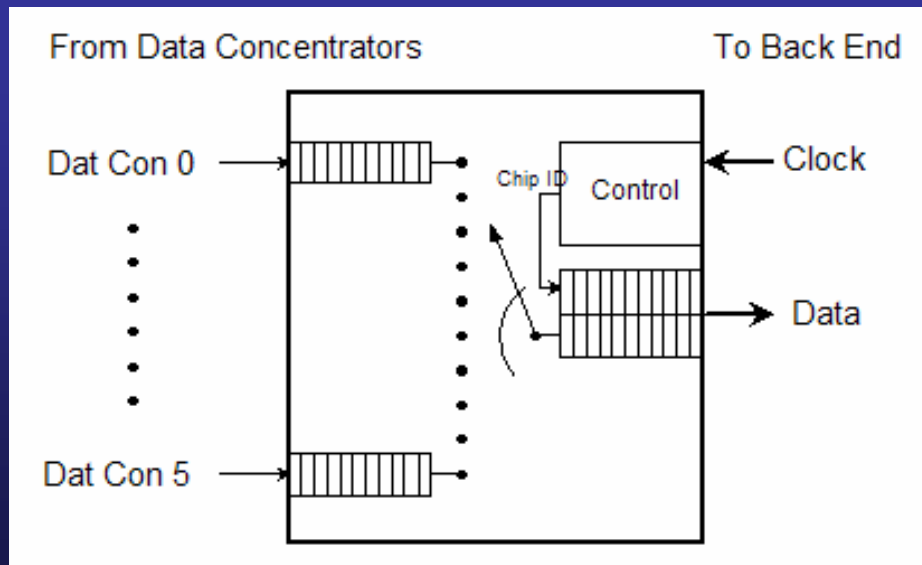 From Data Concentrators
To Back End
Dat Con 0
Clock
Chip ID
Control
Data
Dat Con 5